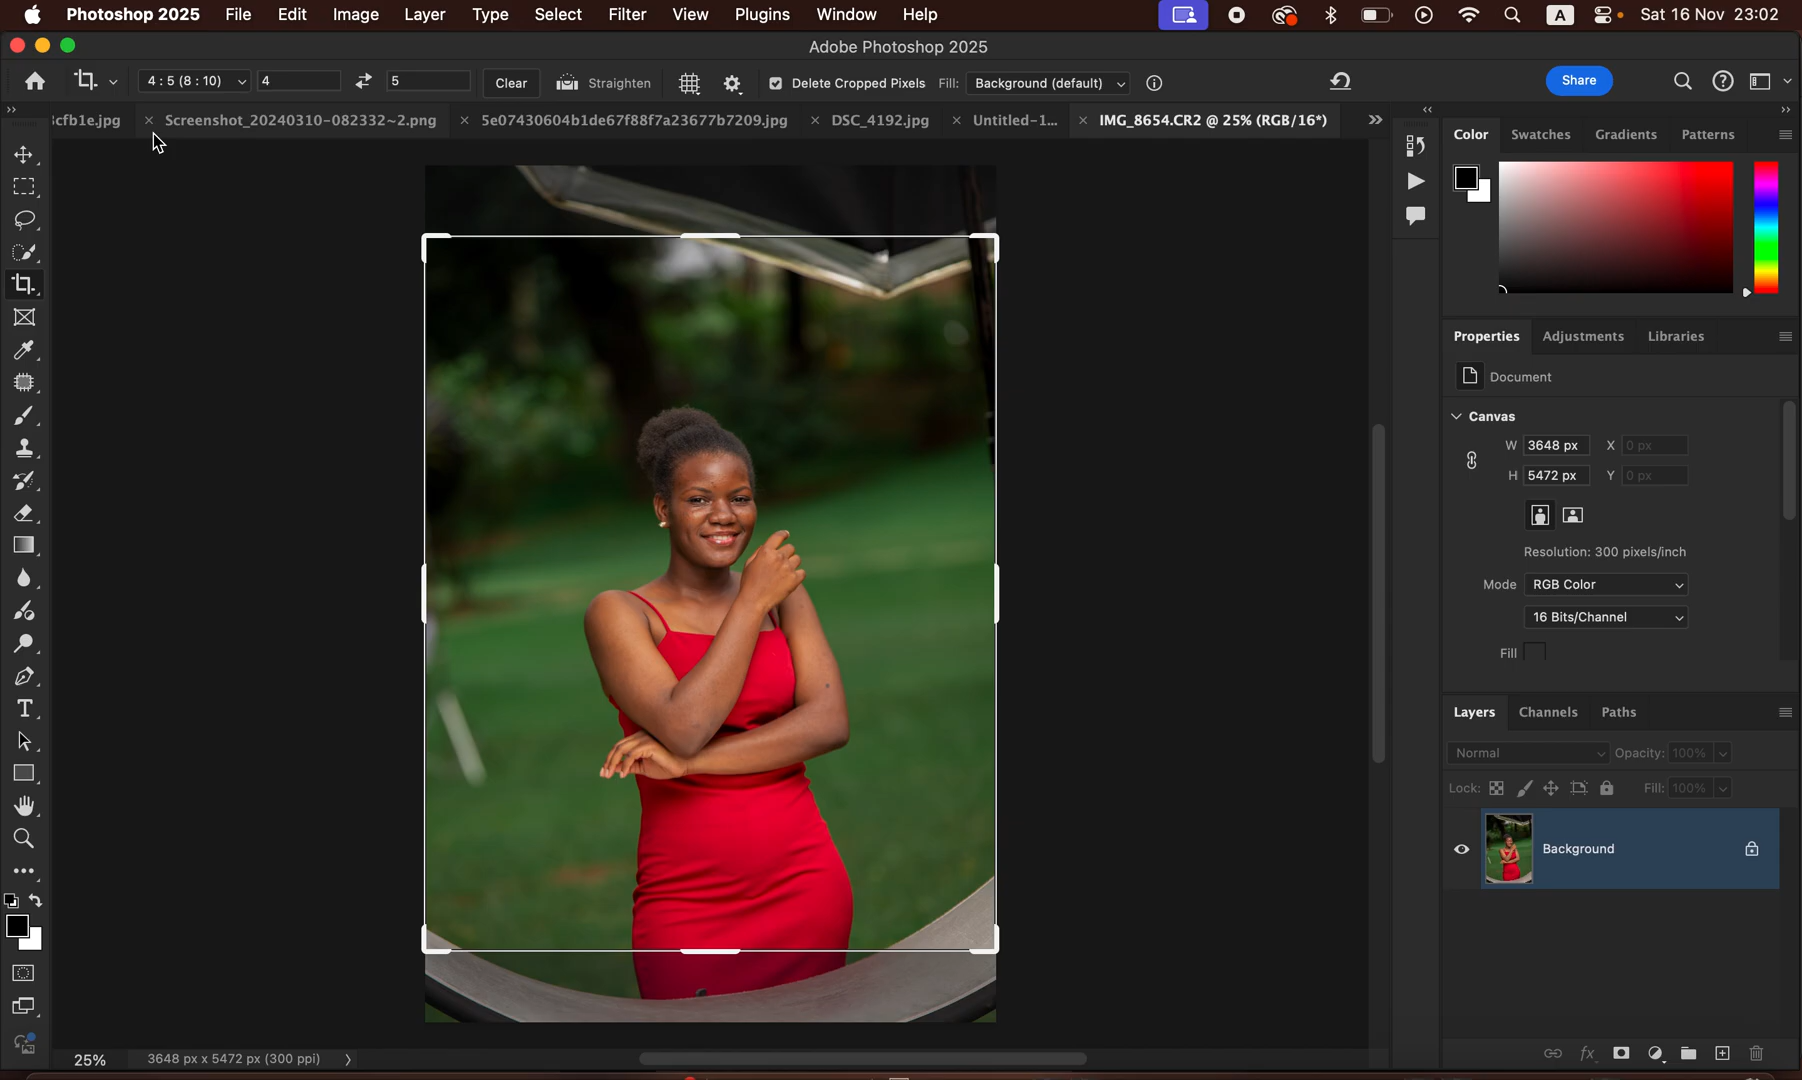 Photoshop 2025 File Edit Image Layer Type Select Filter View Plugins Window Help A Sat 16 Nov 23:02
Adobe Photoshop 2025
4 : 5 (8 : 10) 4 5 Clear Straighten Delete Cropped Pixels Fill: Background (default) Share
cfb1e.jpg Screenshot_20240310-082332~2.png 5e07430604b1de67f88f7a23677b7209.jpg DSC_4192.jpg Untitled-1... IMG_8654.CR2 @ 25% (RGB/16*)
Color Swatches Gradients Patterns
Properties Adjustments Libraries
Document
Canvas
W 3648 px X 0 px
H 5472 px Y 0 px
Resolution: 300 pixels/inch
Mode RGB Color
16 Bits/Channel
Fill
Layers Channels Paths
Normal Opacity: 100%
Lock: Fill: 100%
Background
25% 3648 px x 5472 px (300 ppi)